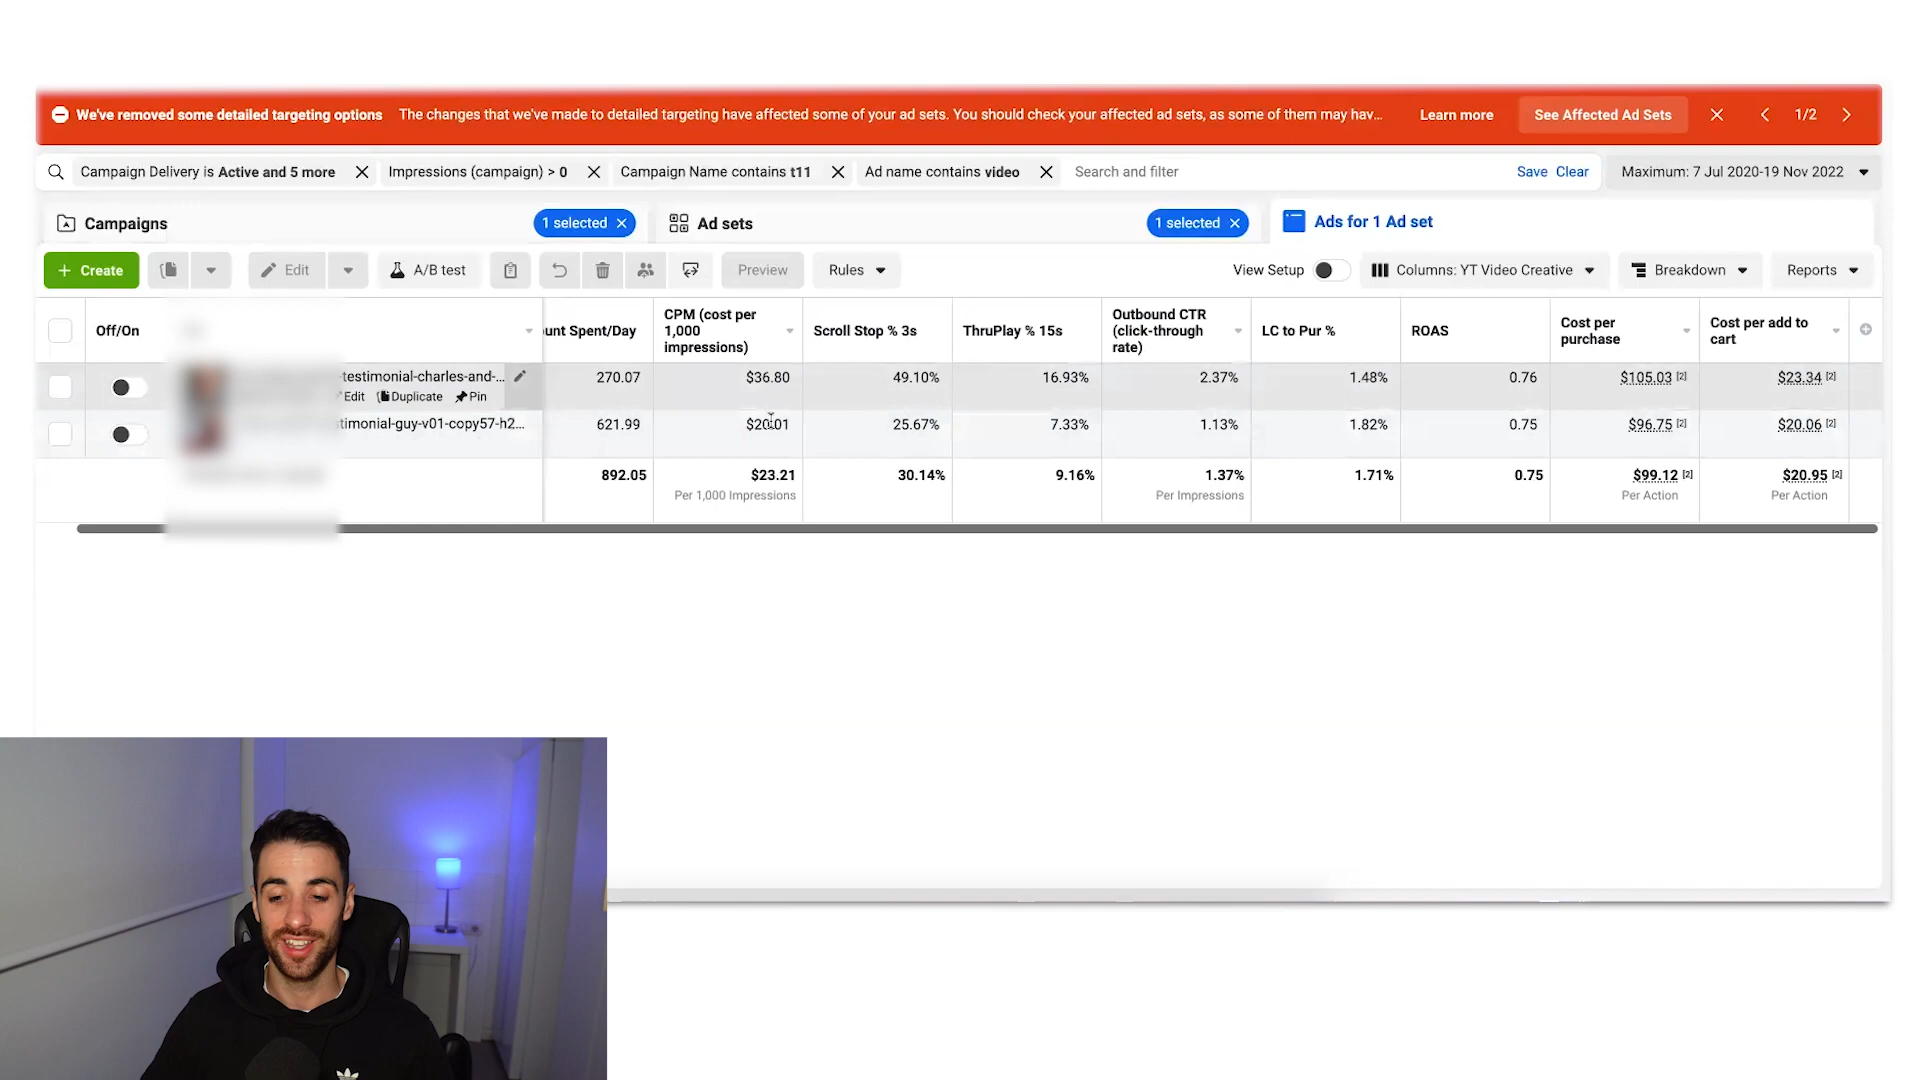 We've removed some detailed targeting options The changes that we've made to detailed targeting have affected some of your ad sets. You should check your affected ad sets, as some of them may hav... Learn more See Affected Ad Sets 1/2
Campaign Delivery is Active and 5 more Impressions (campaign) > 0 Campaign Name contains t11 Ad name contains video Search and filter Save Clear Maximum: 7 Jul 2020-19 Nov 2022
Campaigns 1 selected Ad sets 1 selected Ads for 1 Ad set
+ Create Edit A/B test Preview Rules View Setup Columns: YT Video Creative Breakdown Reports
Off/On unt Spent/Day CPM (cost per 1,000 impressions) Scroll Stop % 3s ThruPlay % 15s Outbound CTR (click-through rate) LC to Pur % ROAS Cost per purchase Cost per add to cart
-testimonial-charles-and-... 270.07 $36.80 49.10% 16.93% 2.37% 1.48% 0.76 $105.03 [2] $23.34 [2]
Edit Duplicate Pin
timonial-guy-v01-copy57-h2... 621.99 $20.01 25.67% 7.33% 1.13% 1.82% 0.75 $96.75 [2] $20.06 [2]
892.05 $23.21 30.14% 9.16% 1.37% 1.71% 0.75 $99.12 [2] $20.95 [2]
Per 1,000 Impressions Per Impressions Per Action Per Action